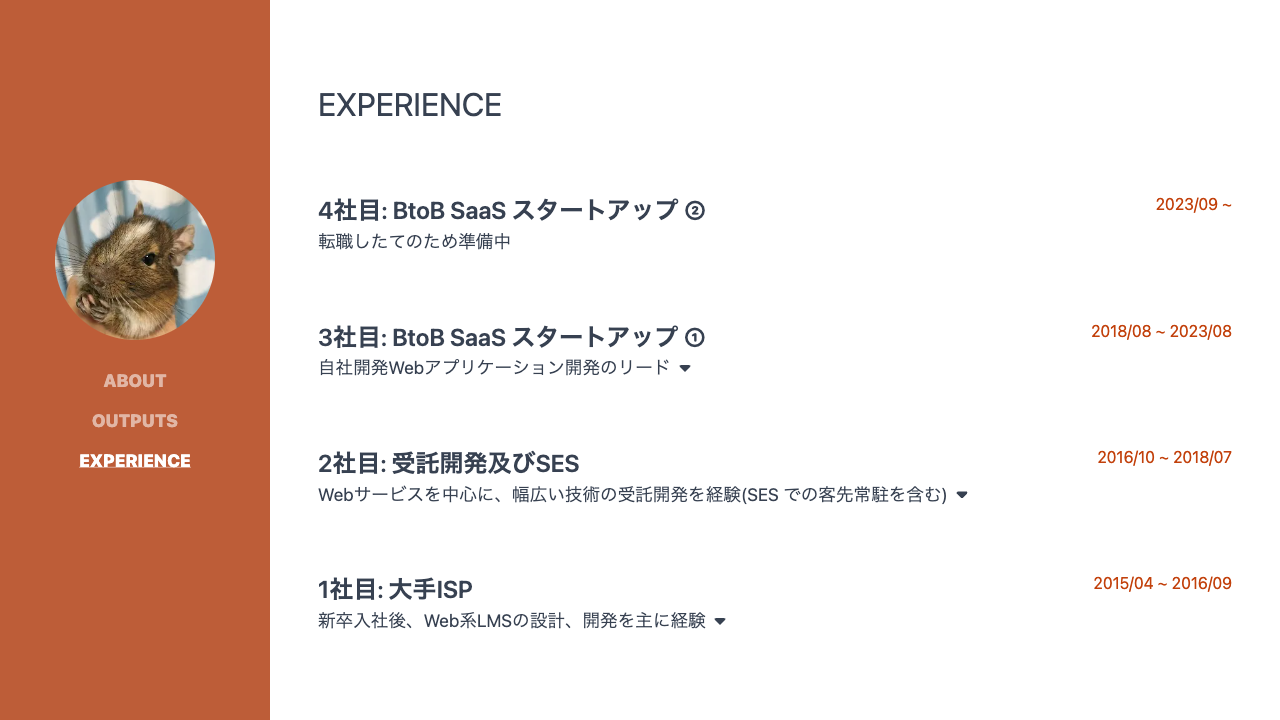 ABOUT
OUTPUTS
EXPERIENCE
EXPERIENCE
4社目: BtoB SaaS スタートアップ ②
2023/09 ~
転職したてのため準備中
3社目: BtoB SaaS スタートアップ ①
2018/08 ~ 2023/08
自社開発Webアプリケーション開発のリード
2社目: 受託開発及びSES
2016/10 ~ 2018/07
Webサービスを中心に、幅広い技術の受託開発を経験(SES での客先常駐を含む)
1社目: 大手ISP
2015/04 ~ 2016/09
新卒入社後、Web系LMSの設計、開発を主に経験